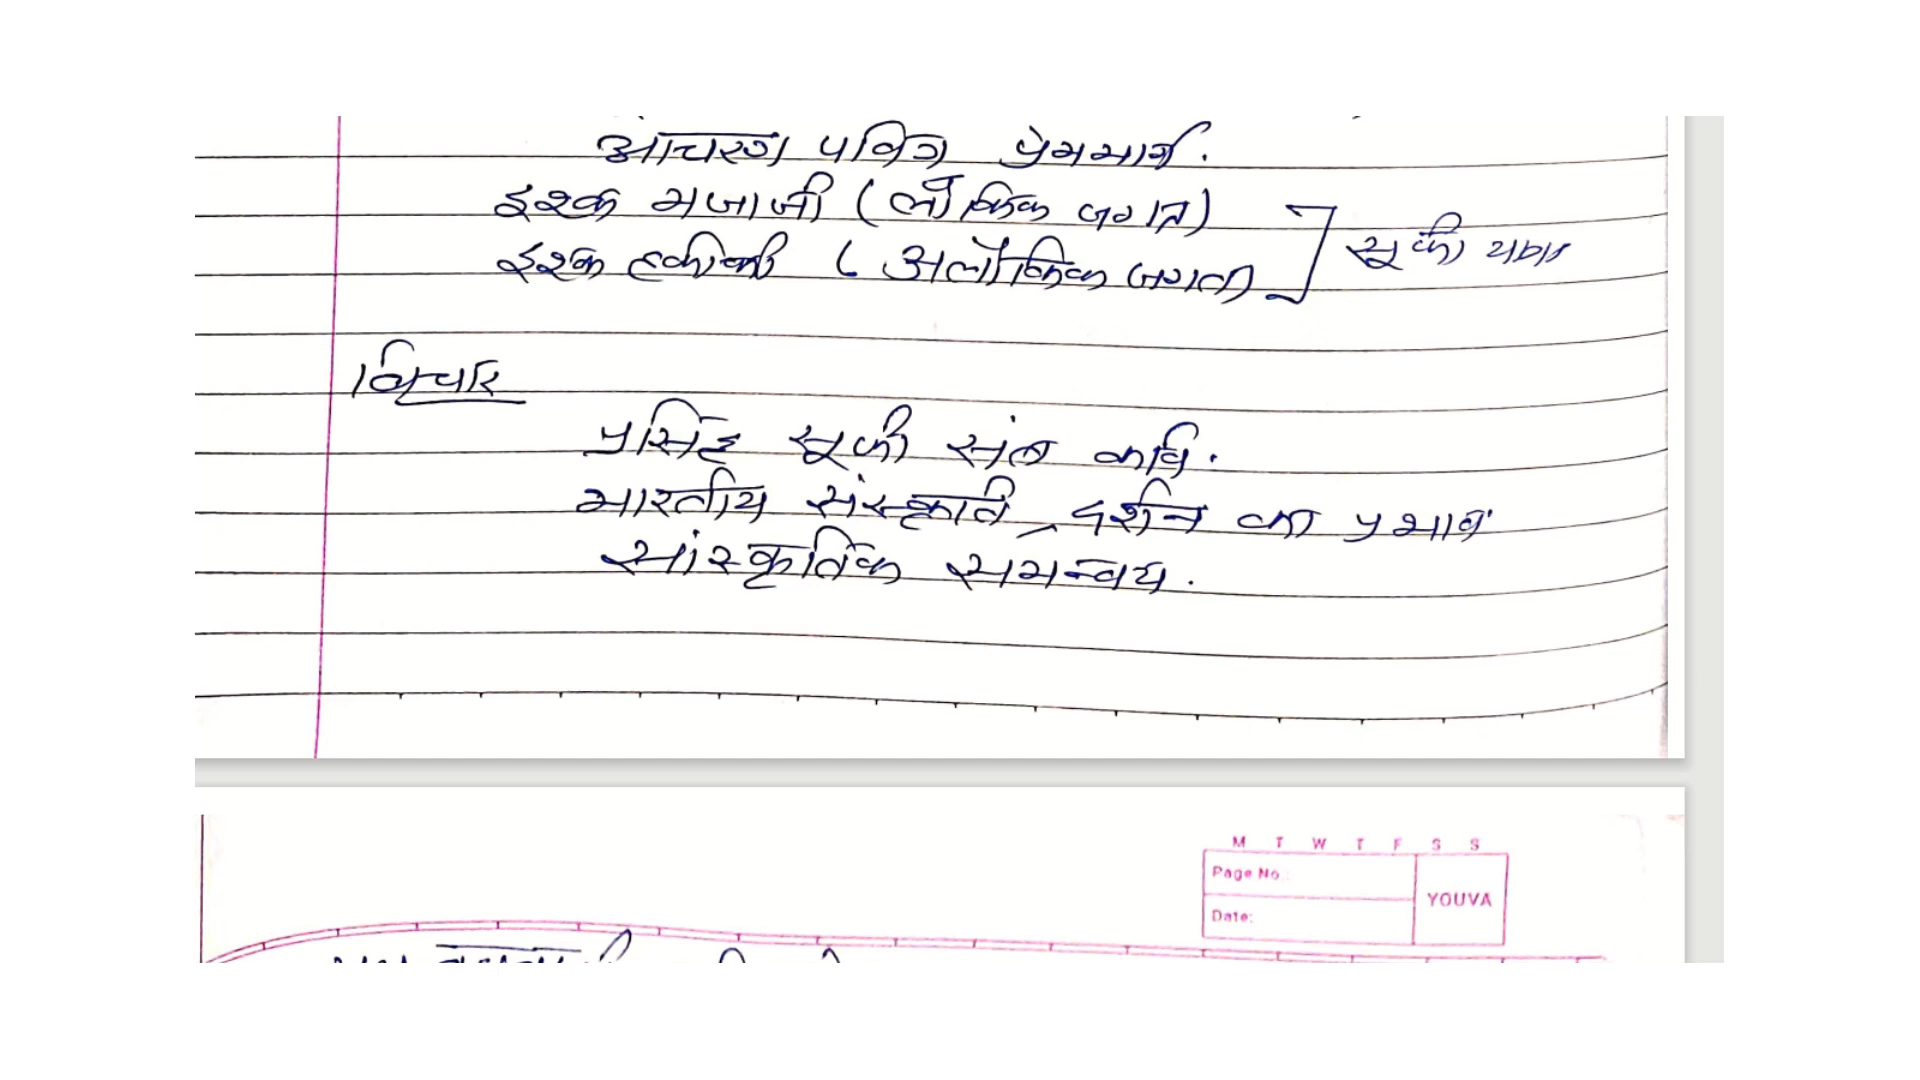 आचरण पवित्र प्रेममार्ग.
इश्क मजाजी (लौकिक जगत)
इश्क हकीकी ( अलौकिक जगत
सूफी
विचार
प्रसिद्ध सूफी संत कवि.
भारतीय संस्कृति, दर्शन का प्रभाव
सांस्कृतिक समन्वय.
M T W T F S S
Page No.:
YOUVA
Date: